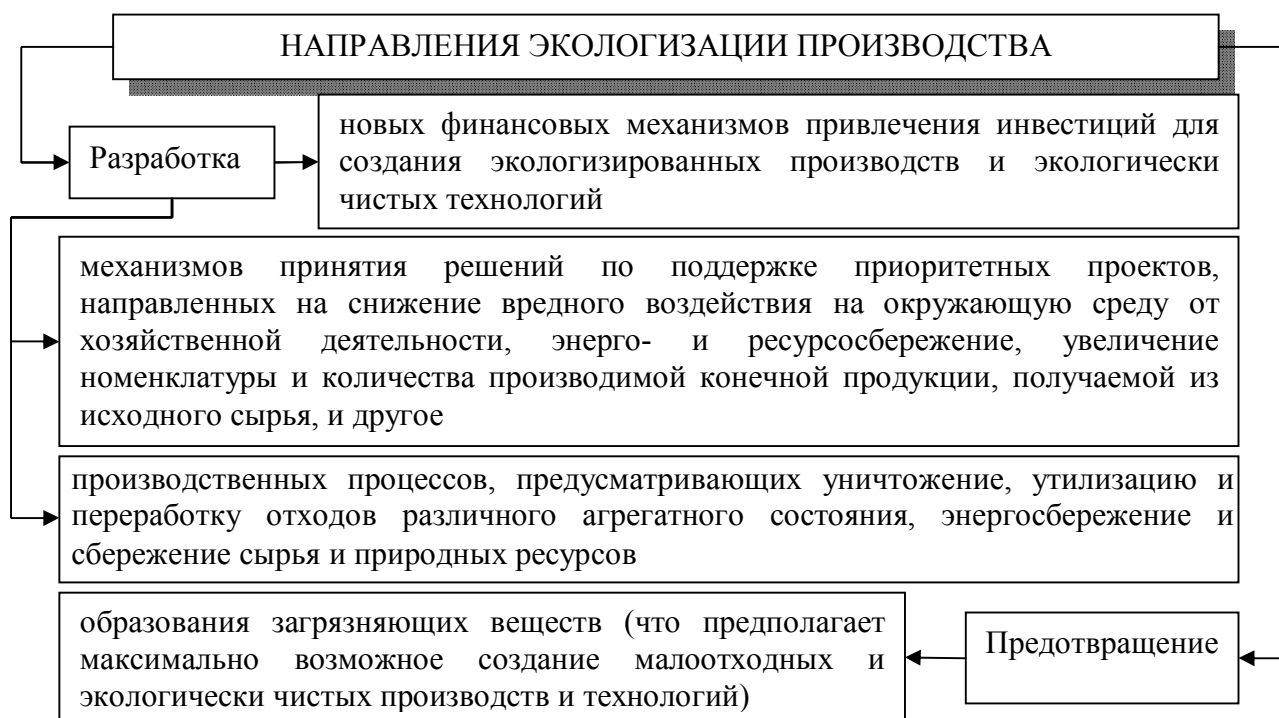 НАПРАВЛЕНИЯ ЭКОЛОГИЗАЦИИ ПРОИЗВОДСТВА
Разработка
новых финансовых механизмов привлечения инвестиций для
создания экологизированных производств и экологически
чистых технологий
механизмов принятия решений по поддержке приоритетных проектов,
направленных на снижение вредного воздействия на окружающую среду от
хозяйственной деятельности, энерго- и ресурсосбережение, увеличение
номенклатуры и количества производимой конечной продукции, получаемой из
исходного сырья, и другое
производственных процессов, предусматривающих уничтожение, утилизацию и
переработку отходов различного агрегатного состояния, энергосбережение и
сбережение сырья и природных ресурсов
Предотвращение
образования загрязняющих веществ (что предполагает
максимально возможное создание малоотходных и
экологически чистых производств и технологий)